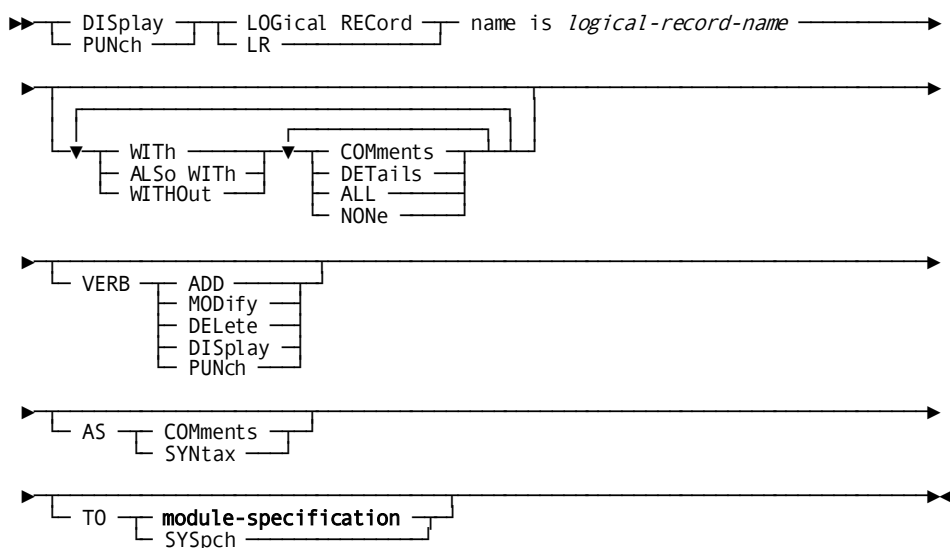 DISplay LOGical RECord name is logical-record-name
PUNch LR
WITh COMments
ALSo WITh DETails
WITHOut ALL
NONe
VERB ADD
MODify
DELete
DISplay
PUNch
AS COMments
SYNtax
TO module-specification
SYSpch